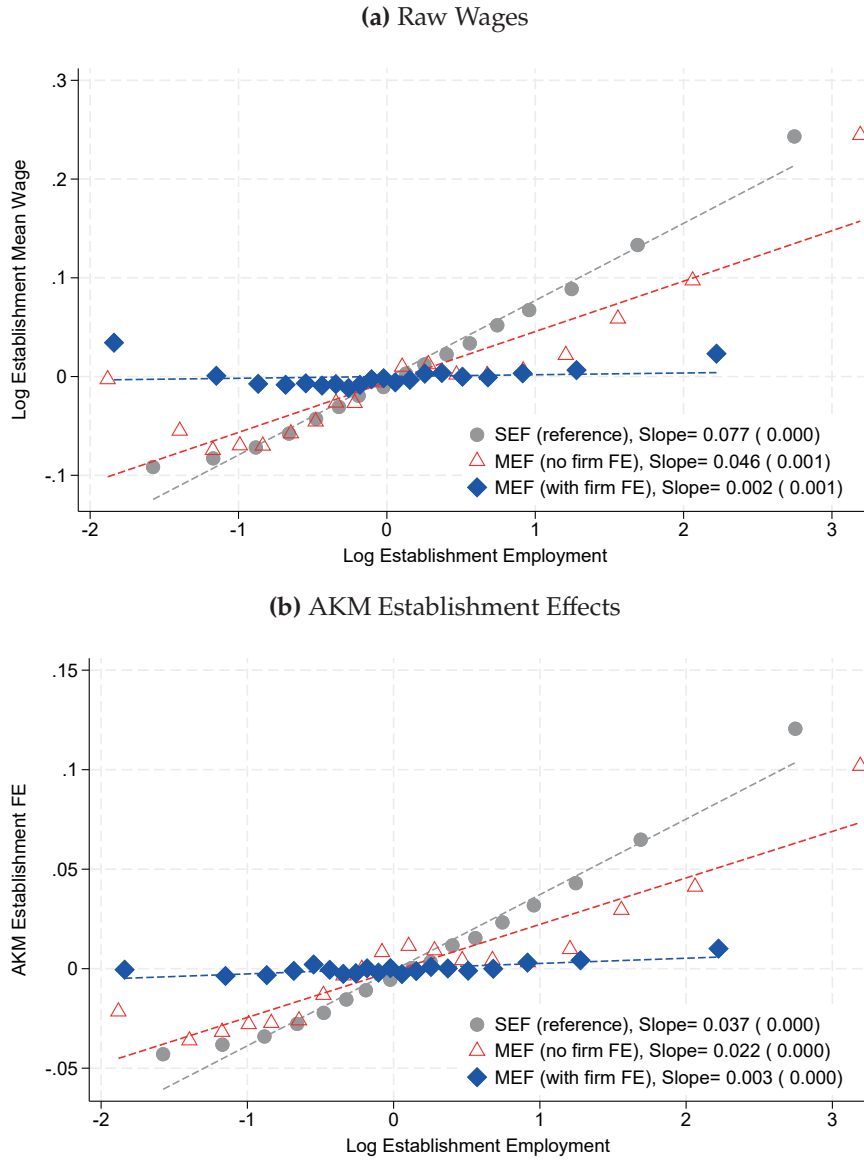 (a) Raw Wages
.3
.2
.1
0
-.1
Log Establishment Mean Wage
SEF (reference), Slope= 0.077 ( 0.000)
MEF (no firm FE), Slope= 0.046 ( 0.001)
MEF (with firm FE), Slope= 0.002 ( 0.001)
-2 -1 0 1 2 3
Log Establishment Employment
(b) AKM Establishment Effects
.15
.1
.05
0
-.05
AKM Establishment FE
SEF (reference), Slope= 0.037 ( 0.000)
MEF (no firm FE), Slope= 0.022 ( 0.000)
MEF (with firm FE), Slope= 0.003 ( 0.000)
-2 -1 0 1 2 3
Log Establishment Employment